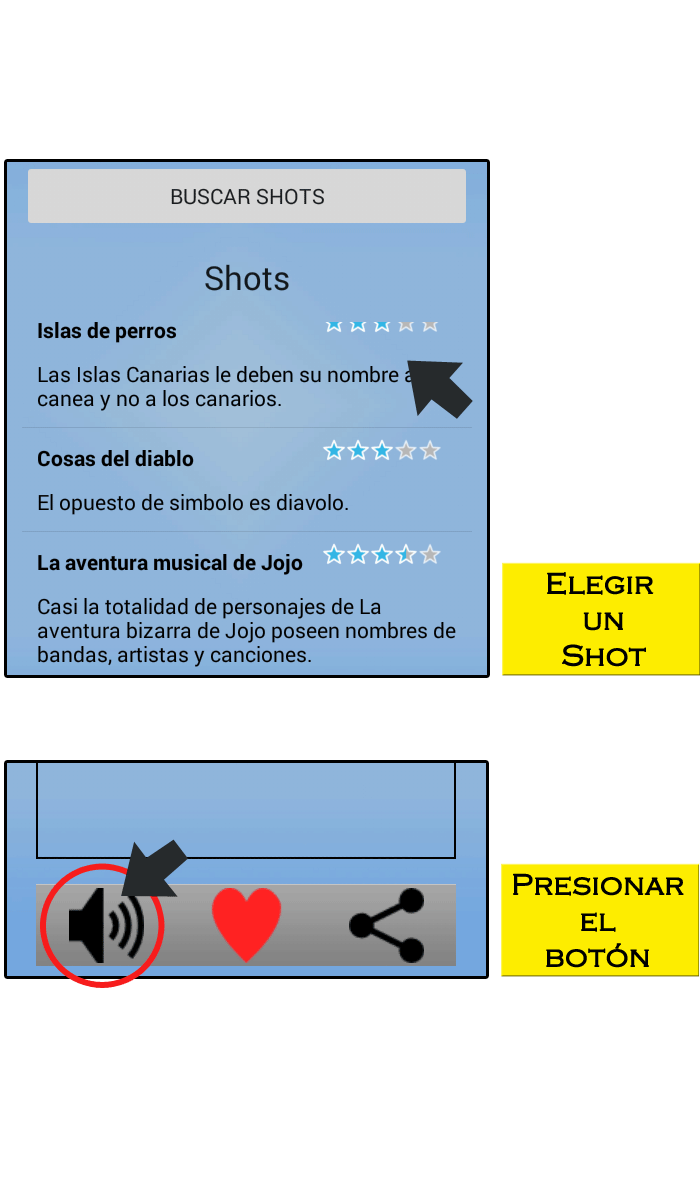 BUSCAR SHOTS
Shots
Islas de perros
Las Islas Canarias le deben su nombre a
canea y no a los canarios.
Cosas del diablo
El opuesto de simbolo es diavolo.
La aventura musical de Jojo
Casi la totalidad de personajes de La
aventura bizarra de Jojo poseen nombres de
bandas, artistas y canciones.
ELEGIR
UN
SHOT
PRESIONAR
EL
BOTÓN